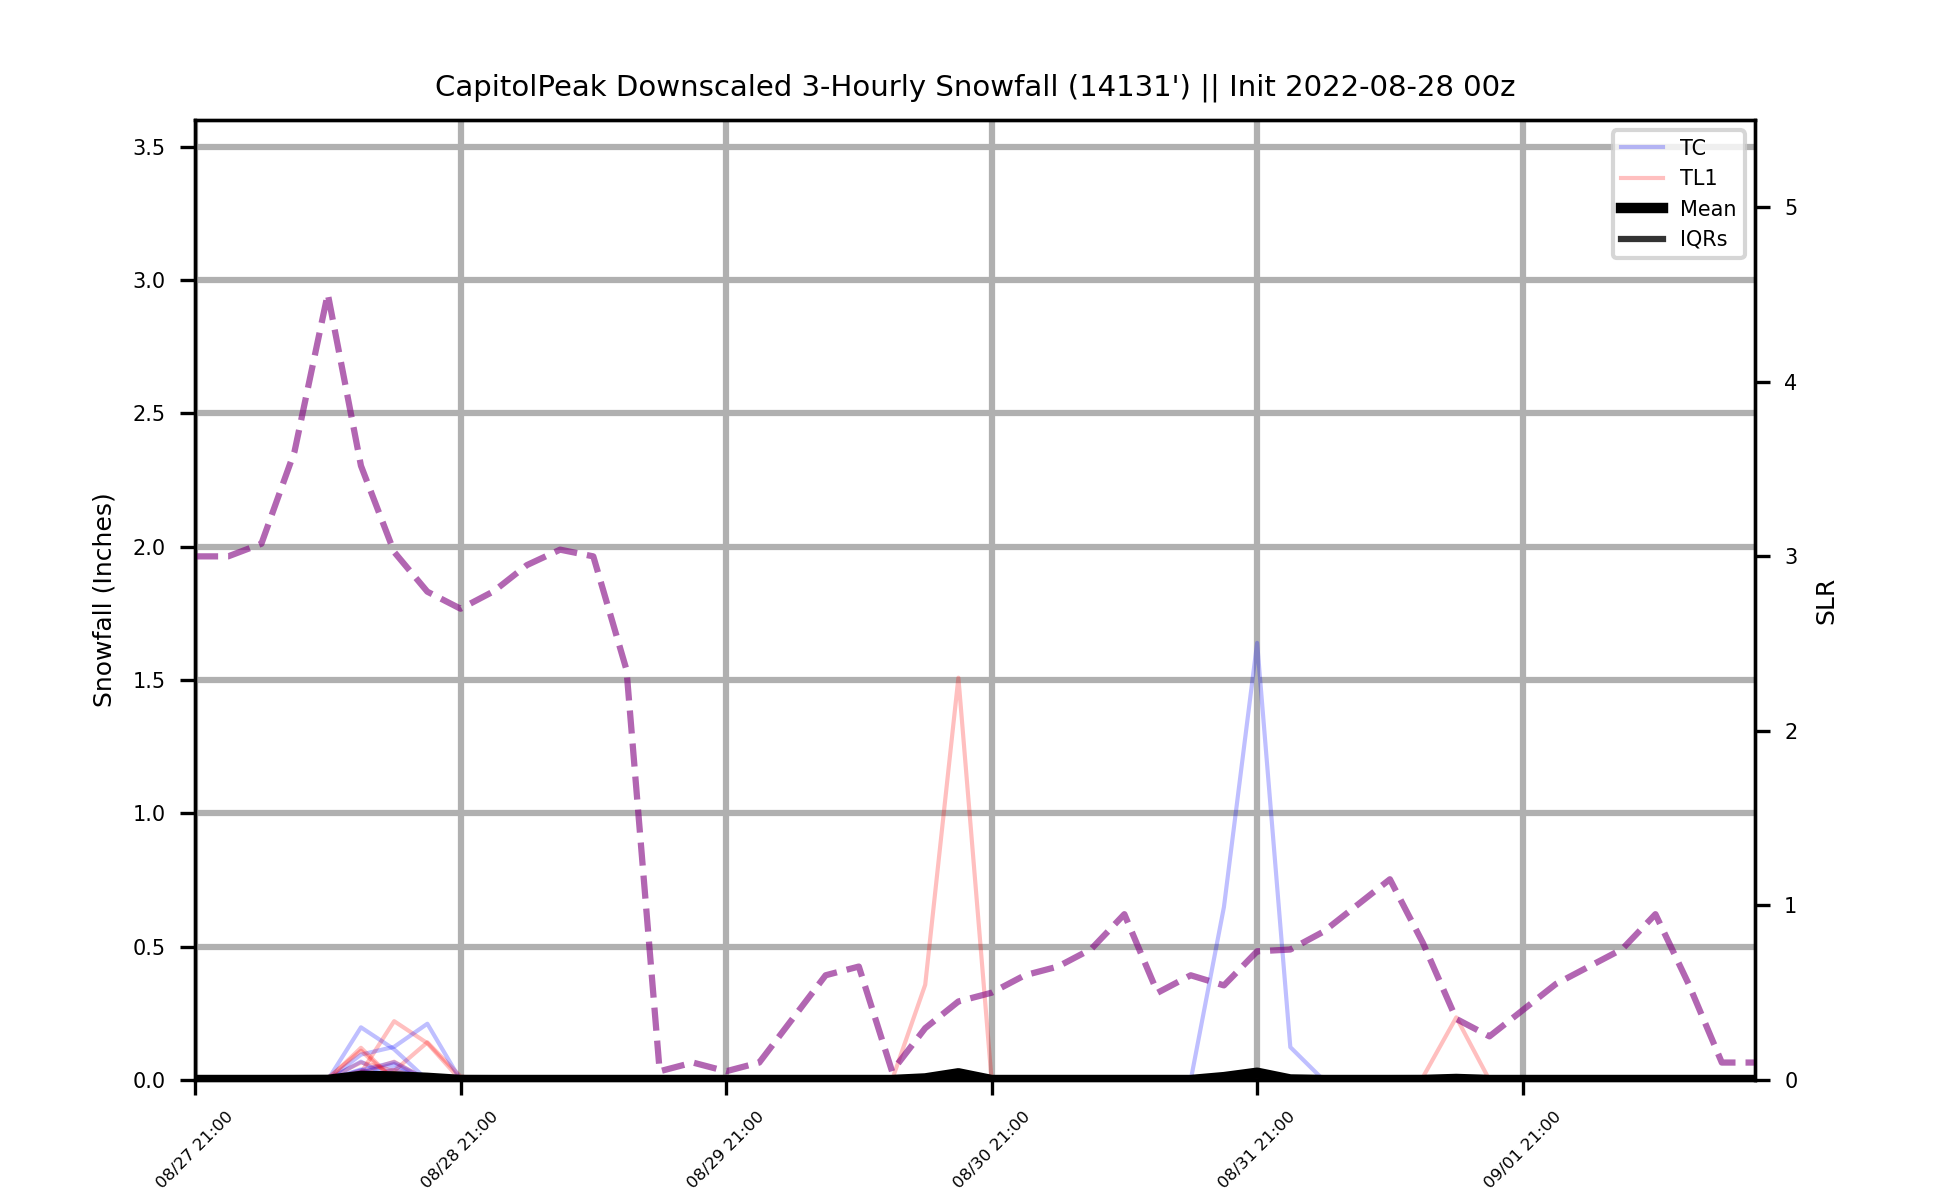 CapitolPeak Downscaled 3-Hourly Snowfall (14131') || Init 2022-08-28 00z
TC
TL1
Mean
IQRs
Snowfall (Inches)
3.5
3.0
2.5
2.0
1.5
1.0
0.5
0.0
5
4
3
2
1
0
SLR
08/27 21:00
08/28 21:00
08/29 21:00
08/30 21:00
08/31 21:00
09/01 21:00